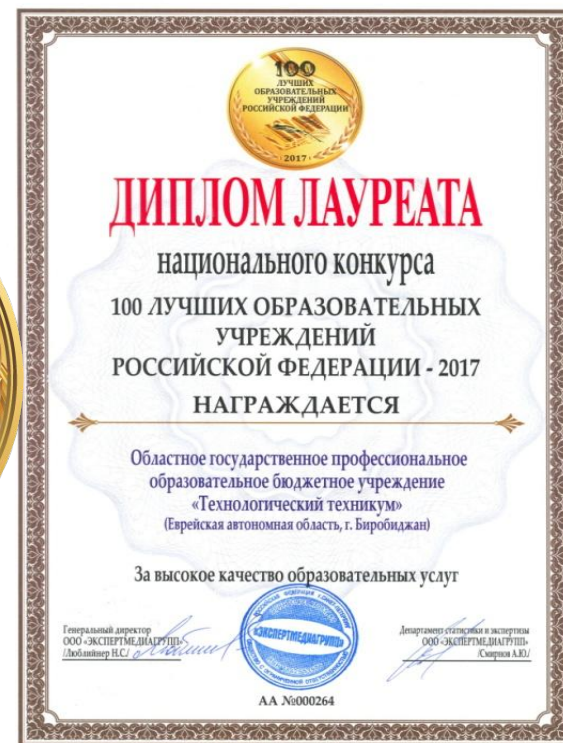 100
ЛУЧШИХ
ОБРАЗОВАТЕЛЬНЫХ
УЧРЕЖДЕНИЙ
РОССИЙСКОЙ ФЕДЕРАЦИИ
2017
ДИПЛОМ ЛАУРЕАТА
национального конкурса
100 ЛУЧШИХ ОБРАЗОВАТЕЛЬНЫХ
УЧРЕЖДЕНИЙ
РОССИЙСКОЙ ФЕДЕРАЦИИ - 2017
НАГРАЖДАЕТСЯ
Областное государственное профессиональное
образовательное бюджетное учреждение
«Технологический техникум»
(Еврейская автономная область, г. Биробиджан)
За высокое качество образовательных услуг
Генеральный директор
ООО «ЭКСПЕРТМЕДИАГРУПП»
/Люблийнер Н.С./
«ЭКСПЕРТМЕДИАГРУПП»
Департамент статистики и экспертизы
ООО «ЭКСПЕРТМЕДИАГРУПП»
/Смирнов А.Ю./
АА №000264